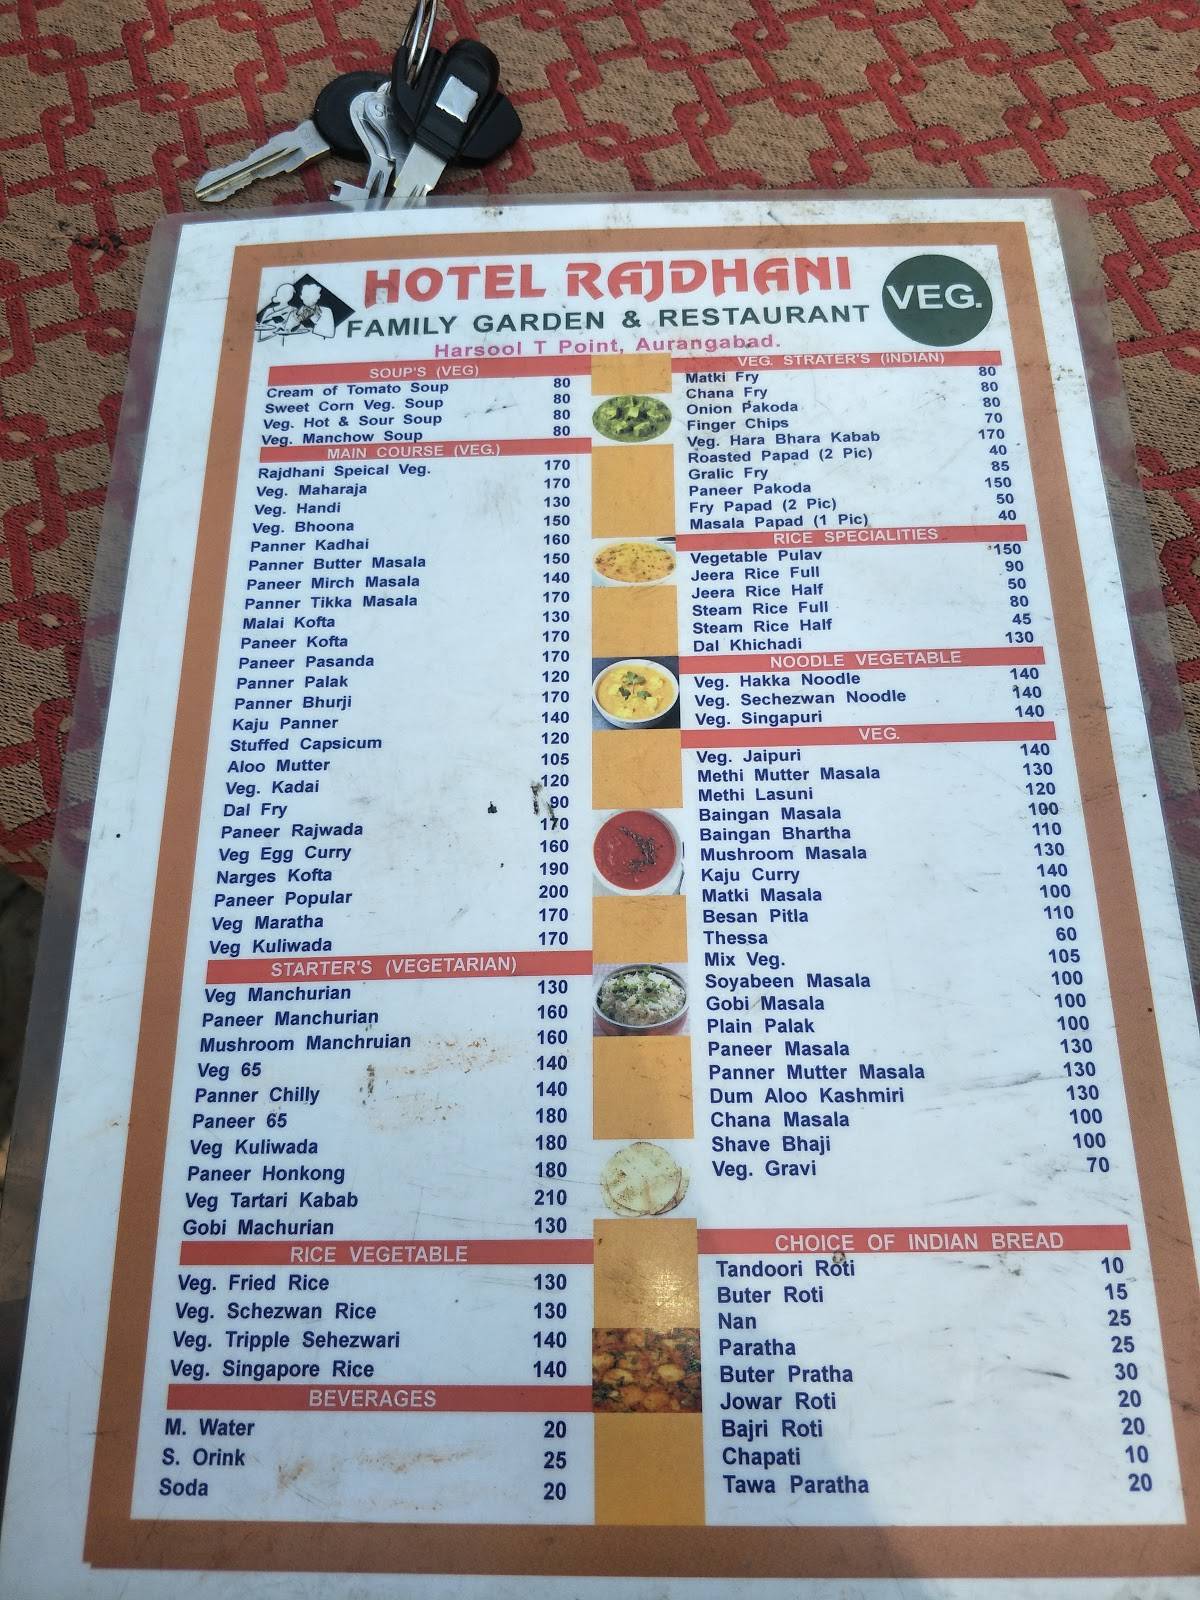 HOTEL RAJDHANI
VEG.
FAMILY GARDEN & RESTAURANT
Harsool T Point, Aurangabad.
SOUP'S (VEG)
Cream of Tomato Soup 80
Sweet Corn Veg. Soup 80
Veg. Hot & Sour Soup 80
Veg. Manchow Soup 80
MAIN COURSE (VEG.)
Rajdhani Speical Veg. 170
Veg. Maharaja 170
Veg. Handi 130
Veg. Bhoona 150
Panner Kadhai 160
Panner Butter Masala 150
Paneer Mirch Masala 140
Panner Tikka Masala 170
Malai Kofta 130
Paneer Kofta 170
Paneer Pasanda 170
Panner Palak 120
Panner Bhurji 170
Kaju Panner 140
Stuffed Capsicum 120
Aloo Mutter 105
Veg. Kadai 120
Dal Fry 90
Paneer Rajwada 170
Veg Egg Curry 160
Narges Kofta 190
Paneer Popular 200
Veg Maratha 170
Veg Kuliwada 170
STARTER'S (VEGETARIAN)
Veg Manchurian 130
Paneer Manchurian 160
Mushroom Manchruian 160
Veg 65 140
Panner Chilly 140
Paneer 65 180
Veg Kuliwada 180
Paneer Honkong 180
Veg Tartari Kabab 210
Gobi Machurian 130
RICE VEGETABLE
Veg. Fried Rice 130
Veg. Schezwan Rice 130
Veg. Tripple Sehezwari 140
Veg. Singapore Rice 140
BEVERAGES
M. Water 20
S. Orink 25
Soda 20
VEG. STRATER'S (INDIAN)
Matki Fry 80
Chana Fry 80
Onion Pakoda 80
Finger Chips 70
Veg. Hara Bhara Kabab 170
Roasted Papad (2 Pic) 40
Gralic Fry 85
Paneer Pakoda 150
Fry Papad (2 Pic) 50
Masala Papad (1 Pic) 40
RICE SPECIALITIES
Vegetable Pulav 150
Jeera Rice Full 90
Jeera Rice Half 50
Steam Rice Full 80
Steam Rice Half 45
Dal Khichadi 130
NOODLE VEGETABLE
Veg. Hakka Noodle 140
Veg. Sechezwan Noodle 140
Veg. Singapuri 140
VEG.
Veg. Jaipuri 140
Methi Mutter Masala 130
Methi Lasuni 120
Baingan Masala 100
Baingan Bhartha 110
Mushroom Masala 130
Kaju Curry 140
Matki Masala 100
Besan Pitla 110
Thessa 60
Mix Veg. 105
Soyabeen Masala 100
Gobi Masala 100
Plain Palak 100
Paneer Masala 130
Panner Mutter Masala 130
Dum Aloo Kashmiri 130
Chana Masala 100
Shave Bhaji 100
Veg. Gravi 70
CHOICE OF INDIAN BREAD
Tandoori Roti 10
Buter Roti 15
Nan 25
Paratha 25
Buter Pratha 30
Jowar Roti 20
Bajri Roti 20
Chapati 10
Tawa Paratha 20